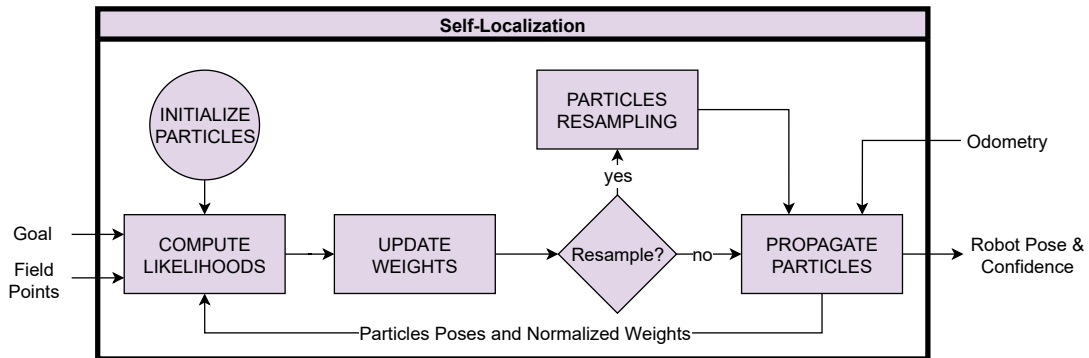 Self-Localization
INITIALIZE
PARTICLES
PARTICLES
RESAMPLING
Odometry
yes
Goal
Field
Points
COMPUTE
LIKELIHOODS
UPDATE
WEIGHTS
Resample?
no
PROPAGATE
PARTICLES
Robot Pose &
Confidence
Particles Poses and Normalized Weights